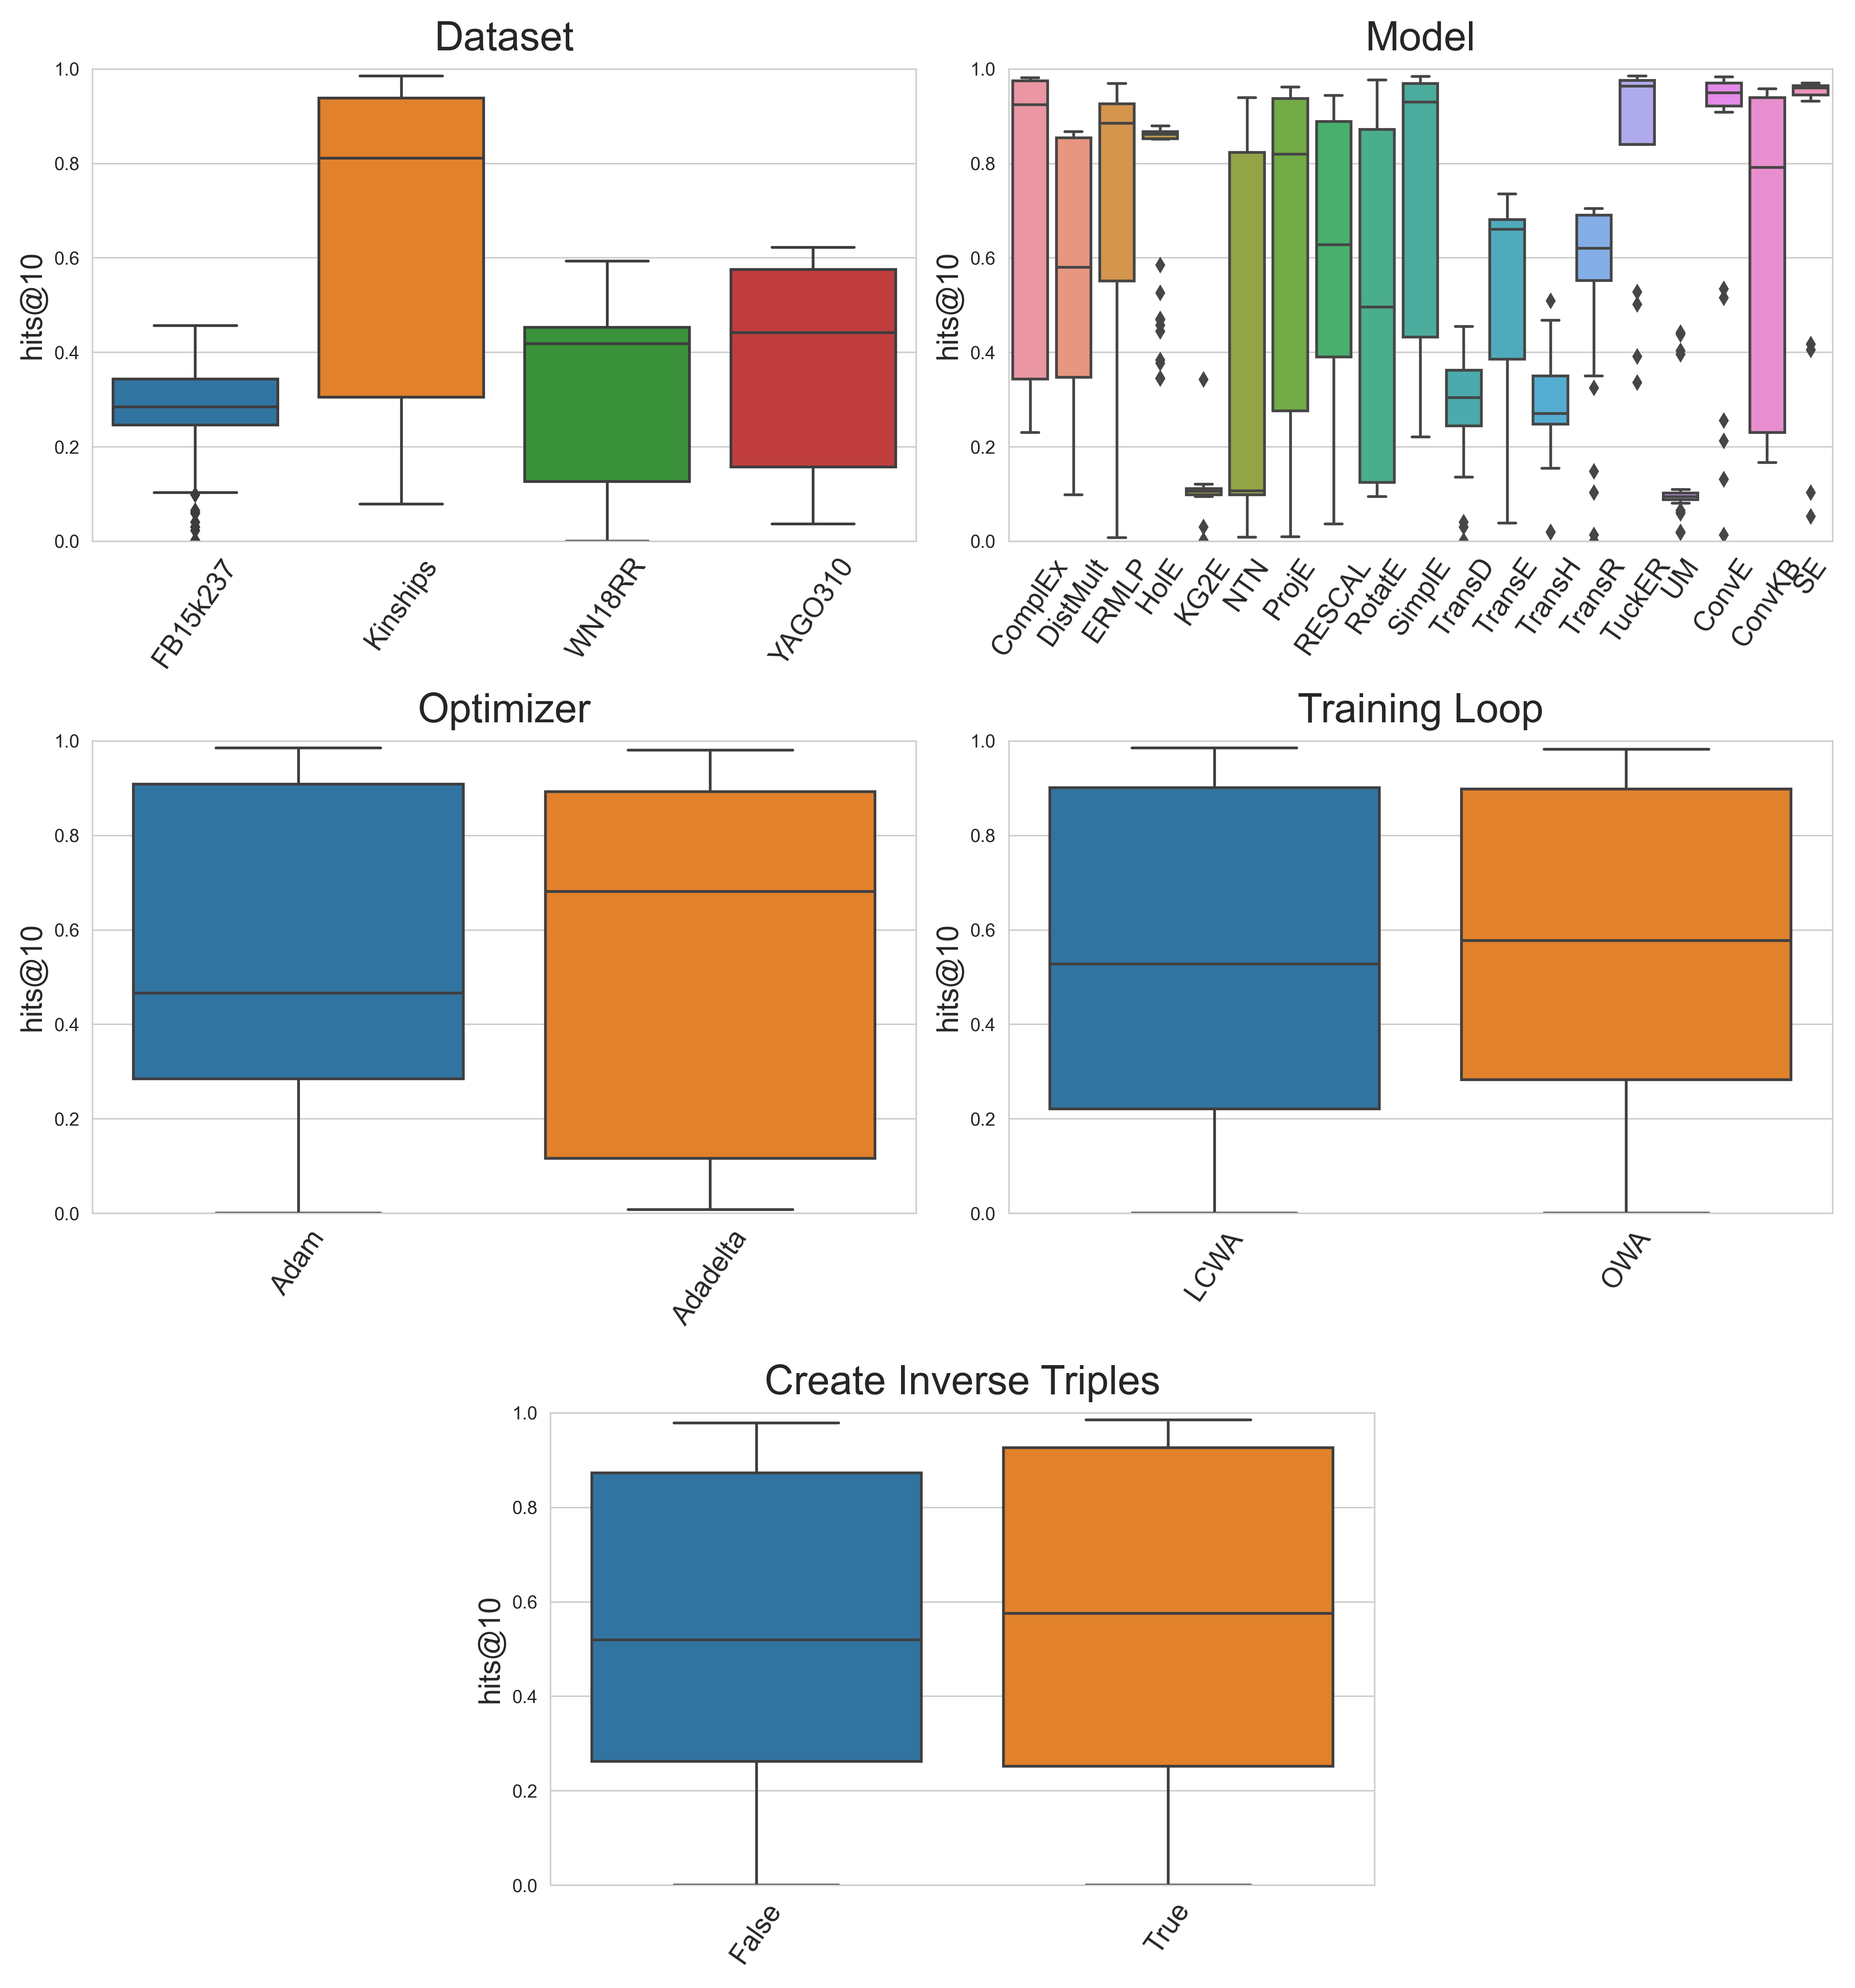 Dataset
hits@10
1.0
0.8
0.6
0.4
0.2
0.0
FB15k237
Kinships
WN18RR
YAGO310
Model
hits@10
1.0
0.8
0.6
0.4
0.2
0.0
ComplEx
DistMult
ERMLP
HolE
KG2E
NTN
ProjE
RESCAL
RotatE
SimplE
TransD
TransE
TransH
TransR
TuckER
UM
ConvE
ConvKB
SE
Optimizer
hits@10
1.0
0.8
0.6
0.4
0.2
0.0
Adam
Adadelta
Training Loop
hits@10
1.0
0.8
0.6
0.4
0.2
0.0
LCWA
OWA
Create Inverse Triples
hits@10
1.0
0.8
0.6
0.4
0.2
0.0
False
True